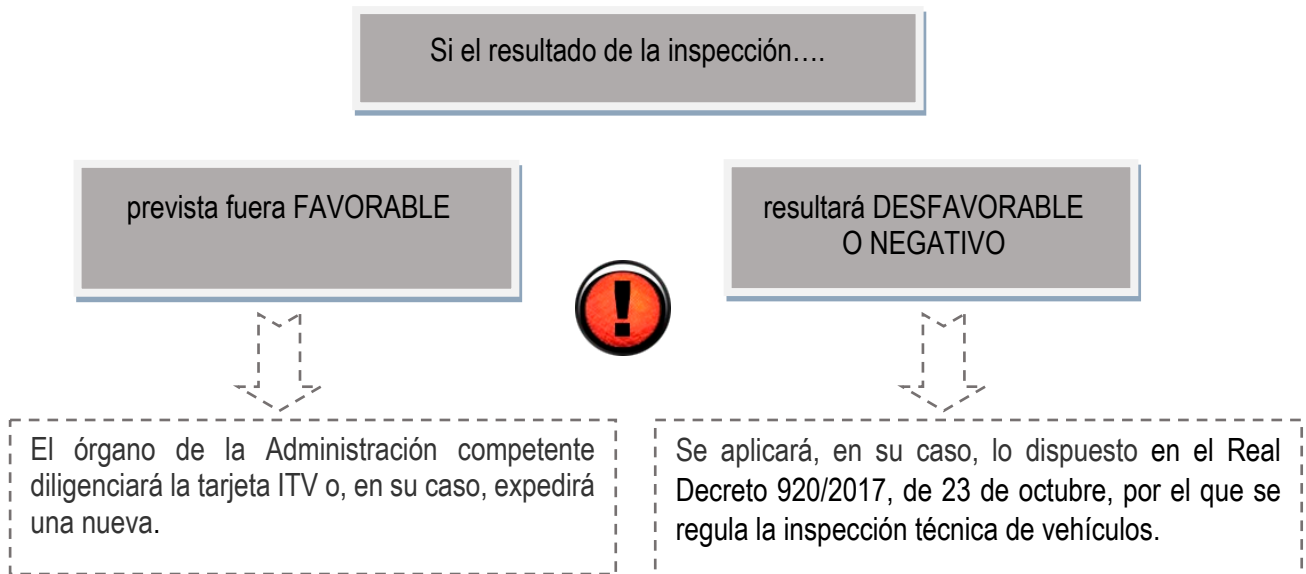 Si el resultado de la inspección….
prevista fuera FAVORABLE
resultará DESFAVORABLE
O NEGATIVO
!
El órgano de la Administración competente
diligenciará la tarjeta ITV o, en su caso, expedirá
una nueva.
Se aplicará, en su caso, lo dispuesto en el Real
Decreto 920/2017, de 23 de octubre, por el que se
regula la inspección técnica de vehículos.